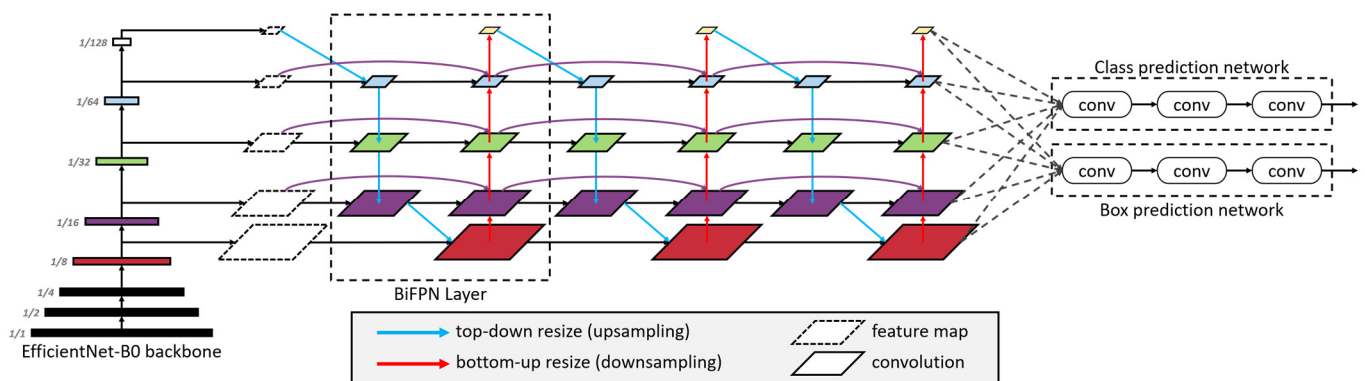 1/128
1/64
1/32
1/16
1/8
1/4
1/2
1/1
EfficientNet-B0 backbone
BiFPN Layer
Class prediction network
conv conv conv
conv conv conv
Box prediction network
top-down resize (upsampling)
feature map
bottom-up resize (downsampling)
convolution